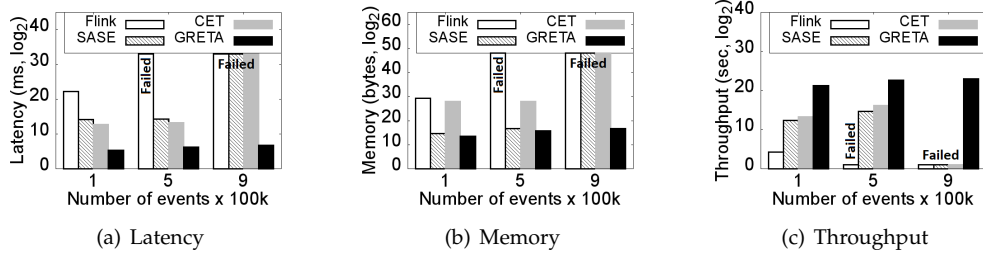 Latency (ms, log2)
40
30
20
10
0
Flink CET
SASE GRETA
Failed
Failed
1 5 9
Number of events x 100k
(a) Latency
Memory (bytes, log2)
60
50
40
30
20
10
0
Flink CET
SASE GRETA
Failed
Failed
1 5 9
Number of events x 100k
(b) Memory
Throughput (sec, log2)
40
30
20
10
0
Flink CET
SASE GRETA
Failed
Failed
1 5 9
Number of events x 100k
(c) Throughput